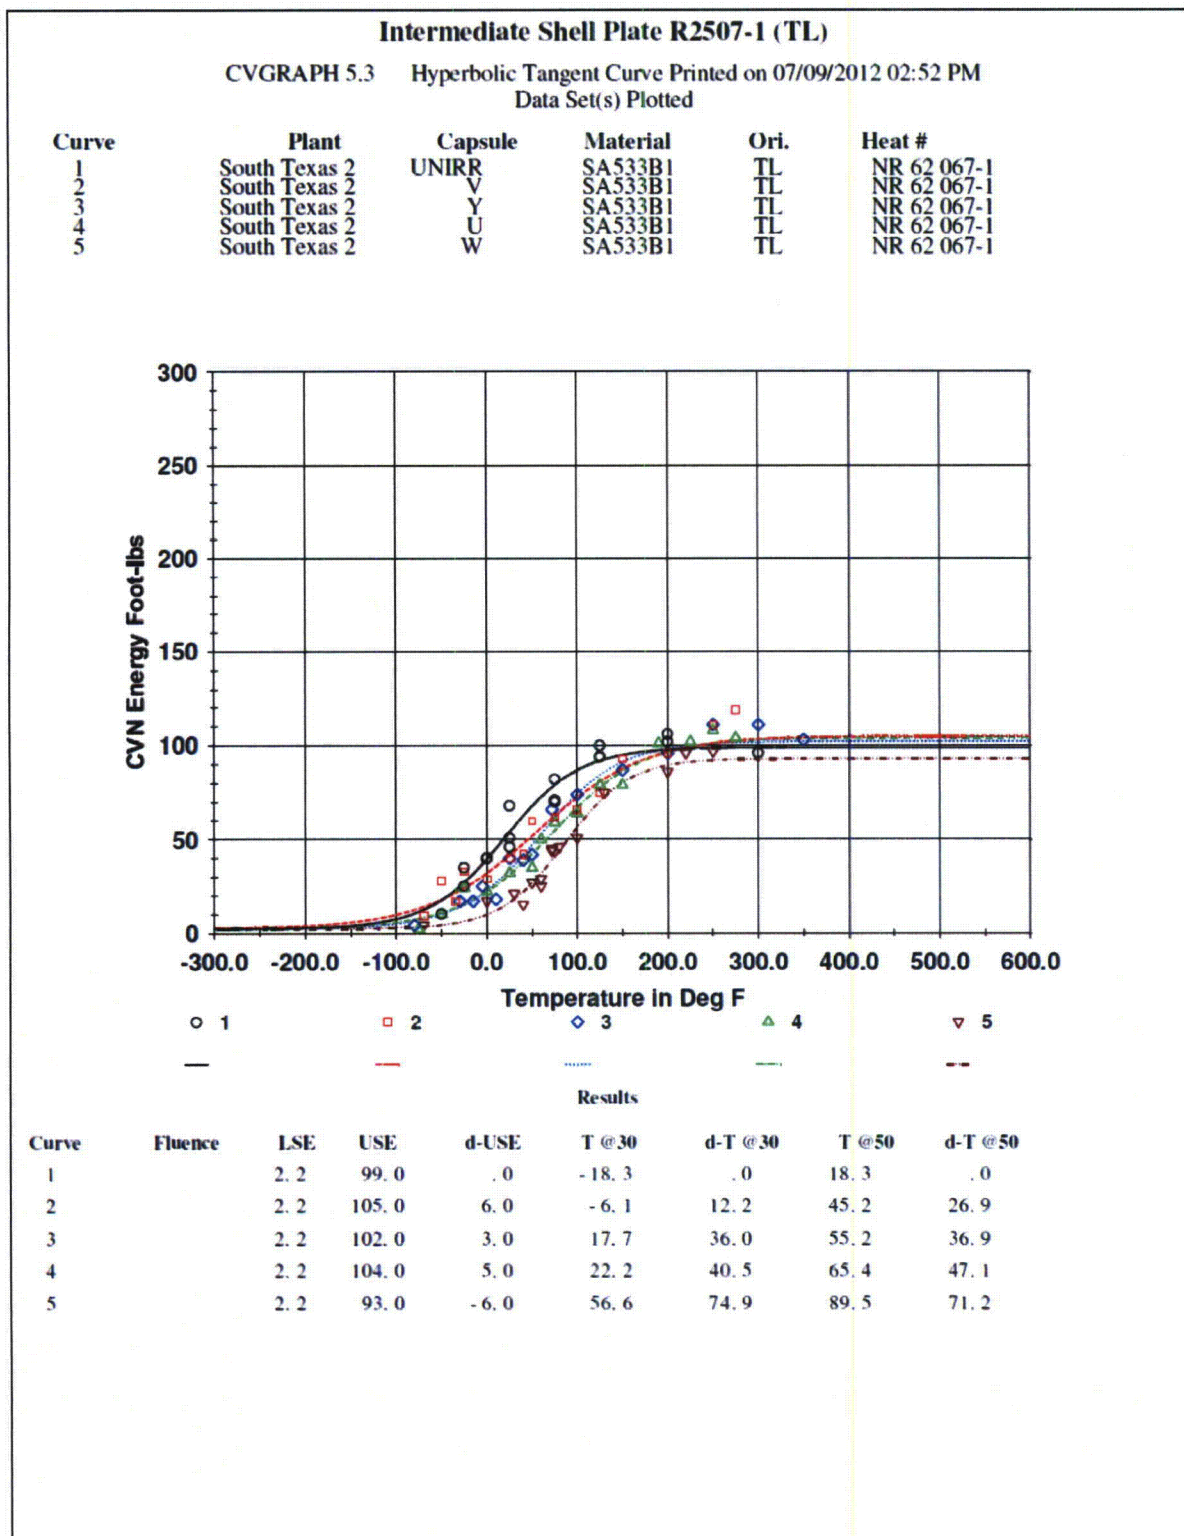 Intermediate Shell Plate R2507-1 (TL)
CVGRAPH 5.3 Hyperbolic Tangent Curve Printed on 07/09/2012 02:52 PM
Data Set(s) Plotted
Curve Plant Capsule Material Ori. Heat #
1 South Texas 2 UNIRR SA533B1 TL NR 62 067-1
2 South Texas 2 V SA533B1 TL NR 62 067-1
3 South Texas 2 Y SA533B1 TL NR 62 067-1
4 South Texas 2 U SA533B1 TL NR 62 067-1
5 South Texas 2 W SA533B1 TL NR 62 067-1
300
250
200
150
100
50
0
CVN Energy Foot-lbs
-300.0 -200.0 -100.0 0.0 100.0 200.0 300.0 400.0 500.0 600.0
Temperature in Deg F
1 2 3 4 5
Results
Curve Fluence LSE USE d-USE T @30 d-T @30 T @50 d-T @50
1 2. 2 99. 0 . 0 - 18. 3 . 0 18. 3 . 0
2 2. 2 105. 0 6. 0 - 6. 1 12. 2 45. 2 26. 9
3 2. 2 102. 0 3. 0 17. 7 36. 0 55. 2 36. 9
4 2. 2 104. 0 5. 0 22. 2 40. 5 65. 4 47. 1
5 2. 2 93. 0 - 6. 0 56. 6 74. 9 89. 5 71. 2